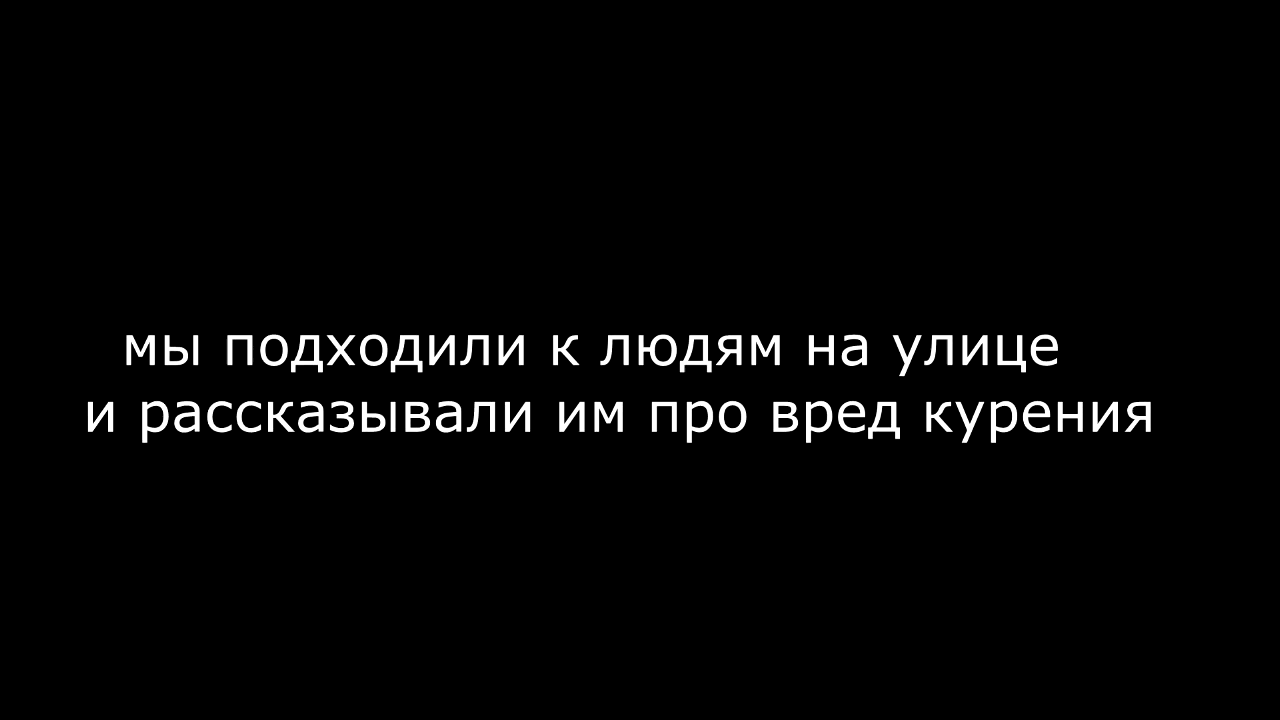 мы подходили к людям на улице
и рассказывали им про вред курения